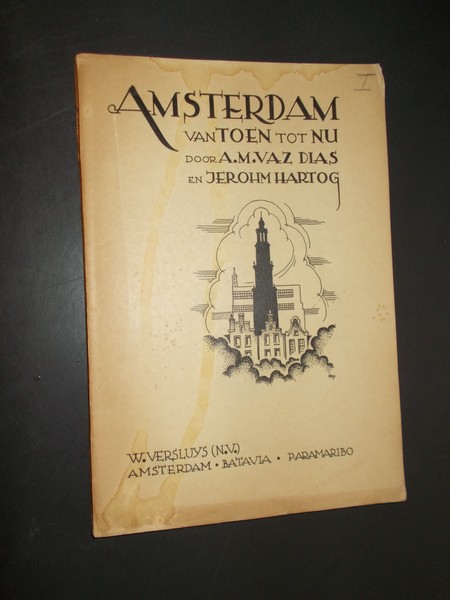 I
AMSTERDAM
VAN TOEN TOT NU
DOOR A.M. VAZ DIAS
EN JEROHM HARTOG
W. VERSLUYS (N.V.)
AMSTERDAM • BATAVIA • PARAMARIBO